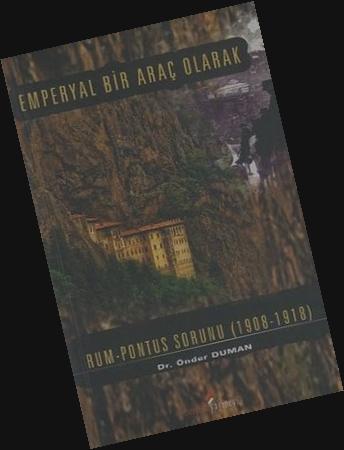 EMPERYAL BİR ARAÇ OLARAK
RUM-PONTUS SORUNU (1908-1918)
Dr. Önder DUMAN